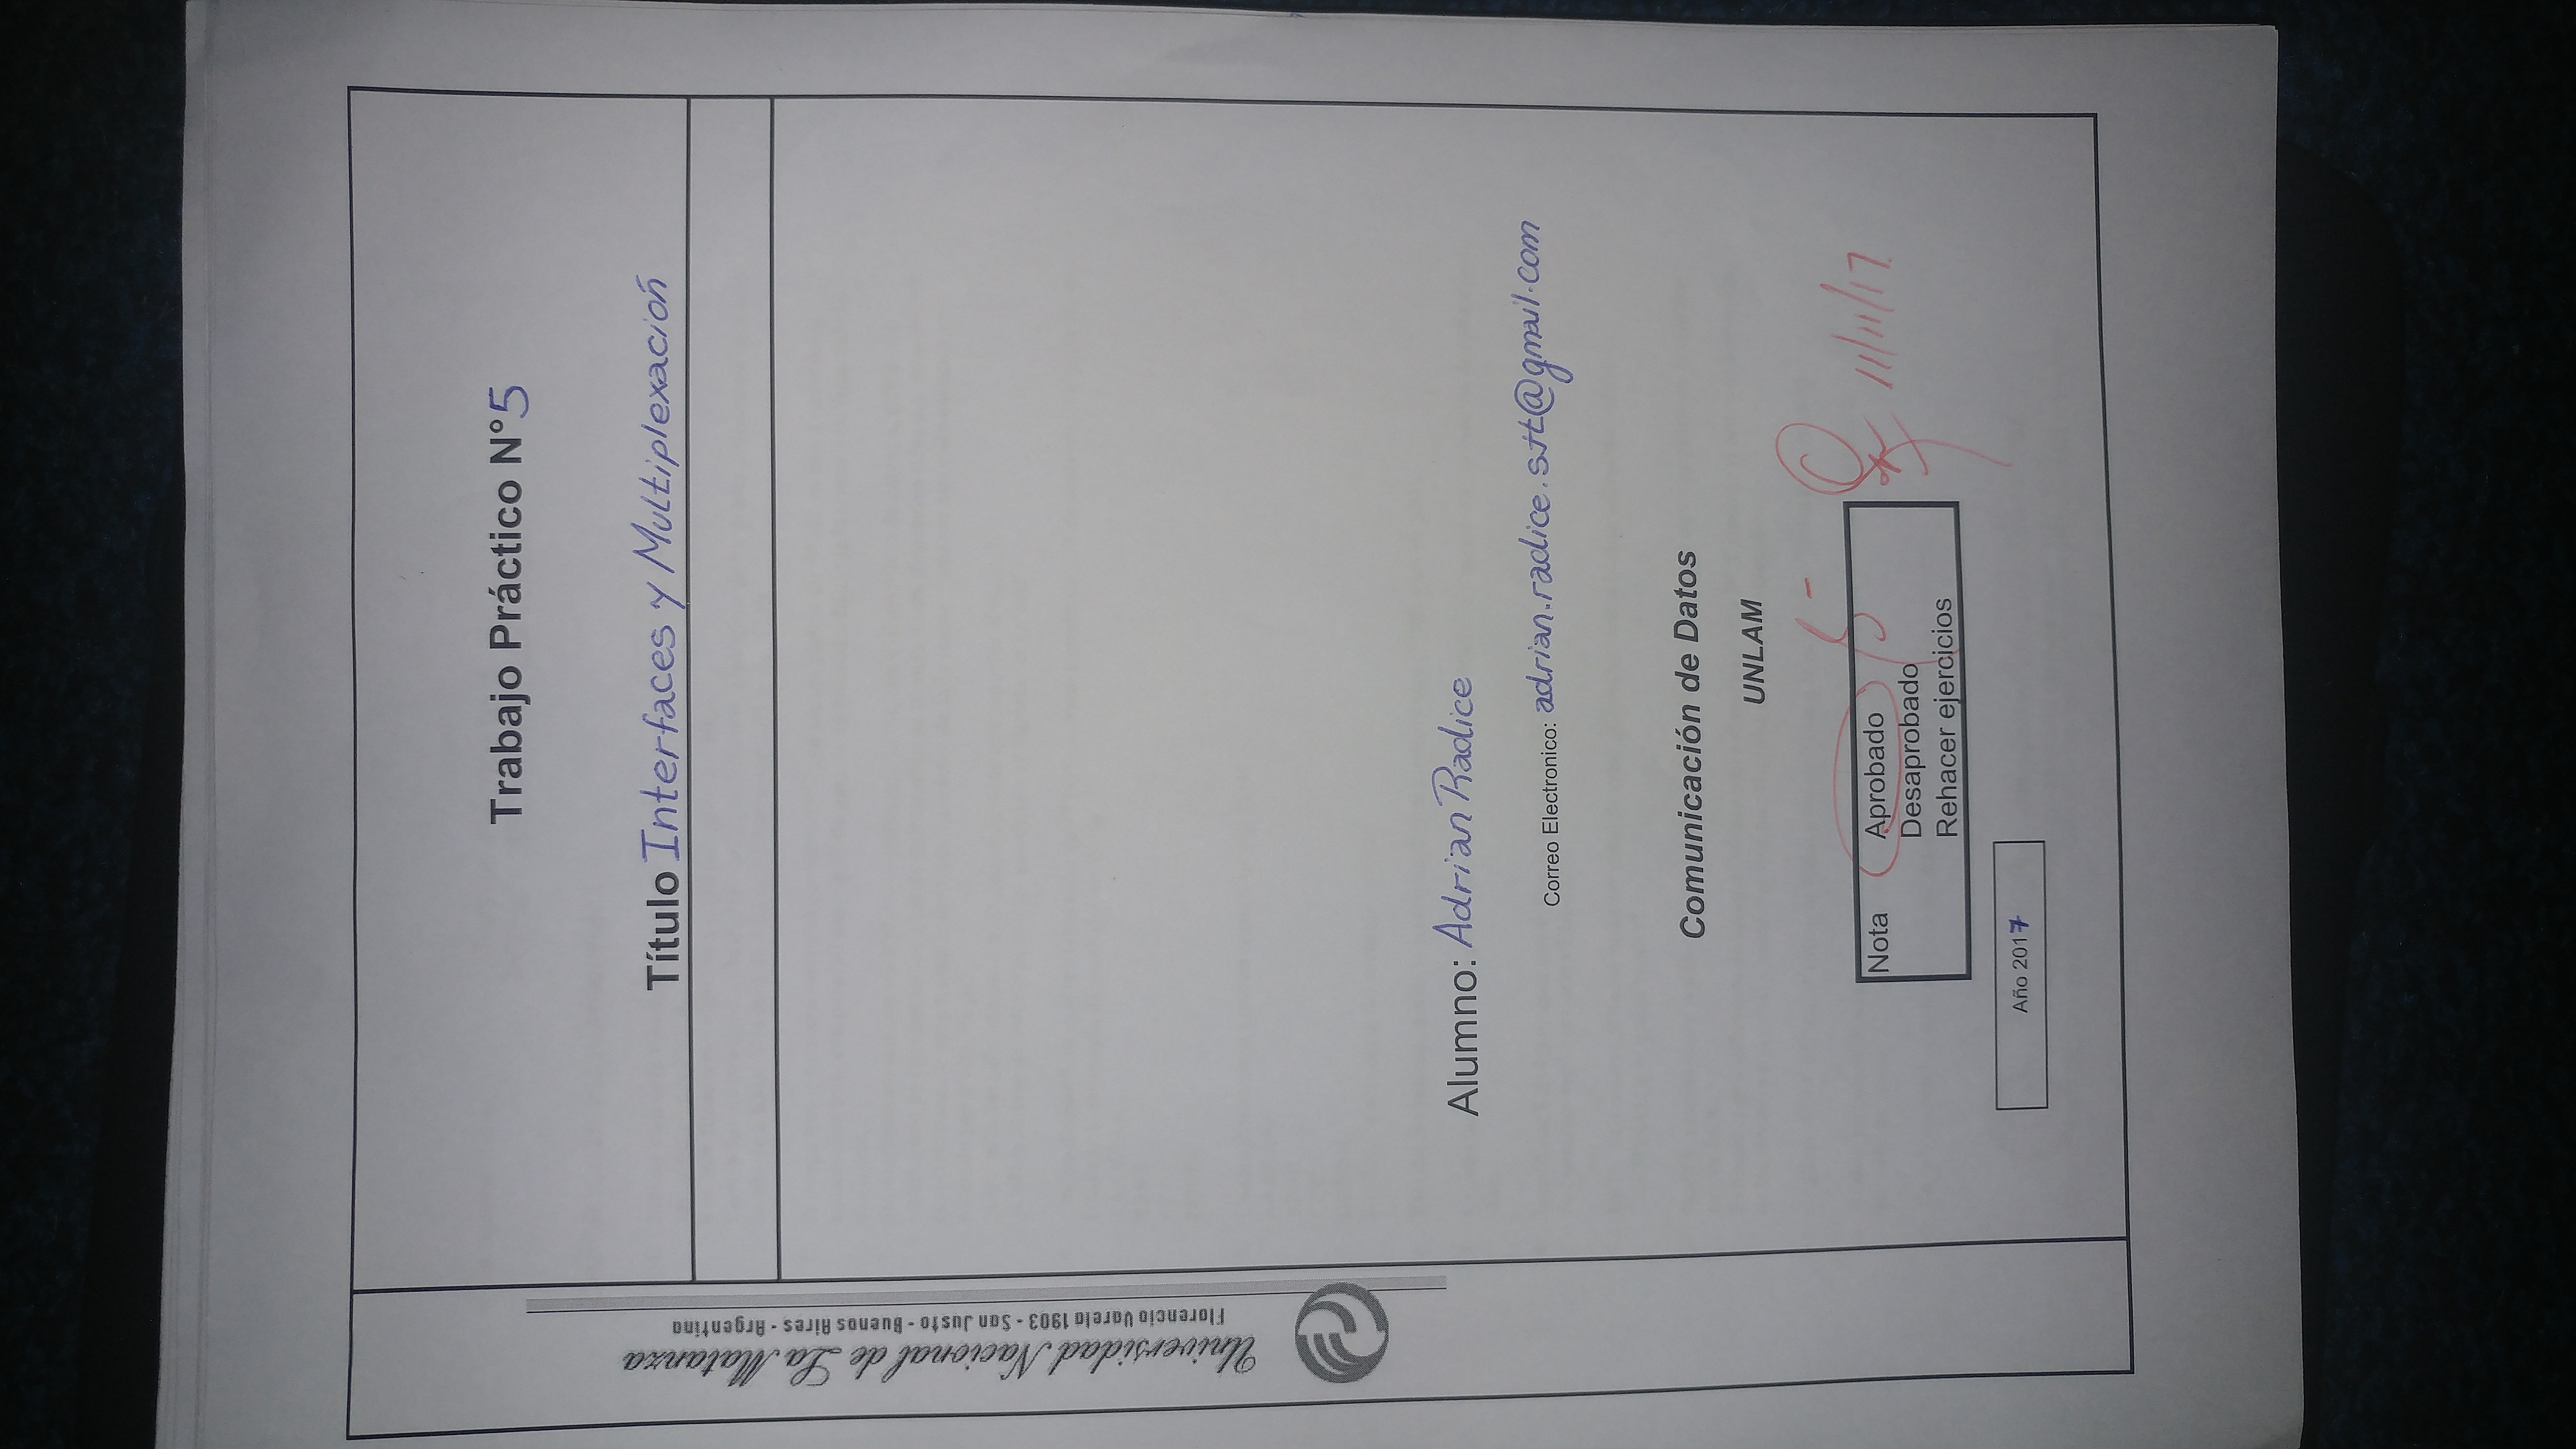 Universidad Nacional de La Matanza
Florencio Varela 1903 - San Justo - Buenos Aires - Argentina
Trabajo Práctico N°5
Título Interfaces y Multiplexación
Alumno: Adrian Radice
Correo Electronico: adrian.radice.stt@gmail.com
Comunicación de Datos
UNLAM
Nota Aprobado
Desaprobado
Rehacer ejercicios
11/11/17
Año 2017